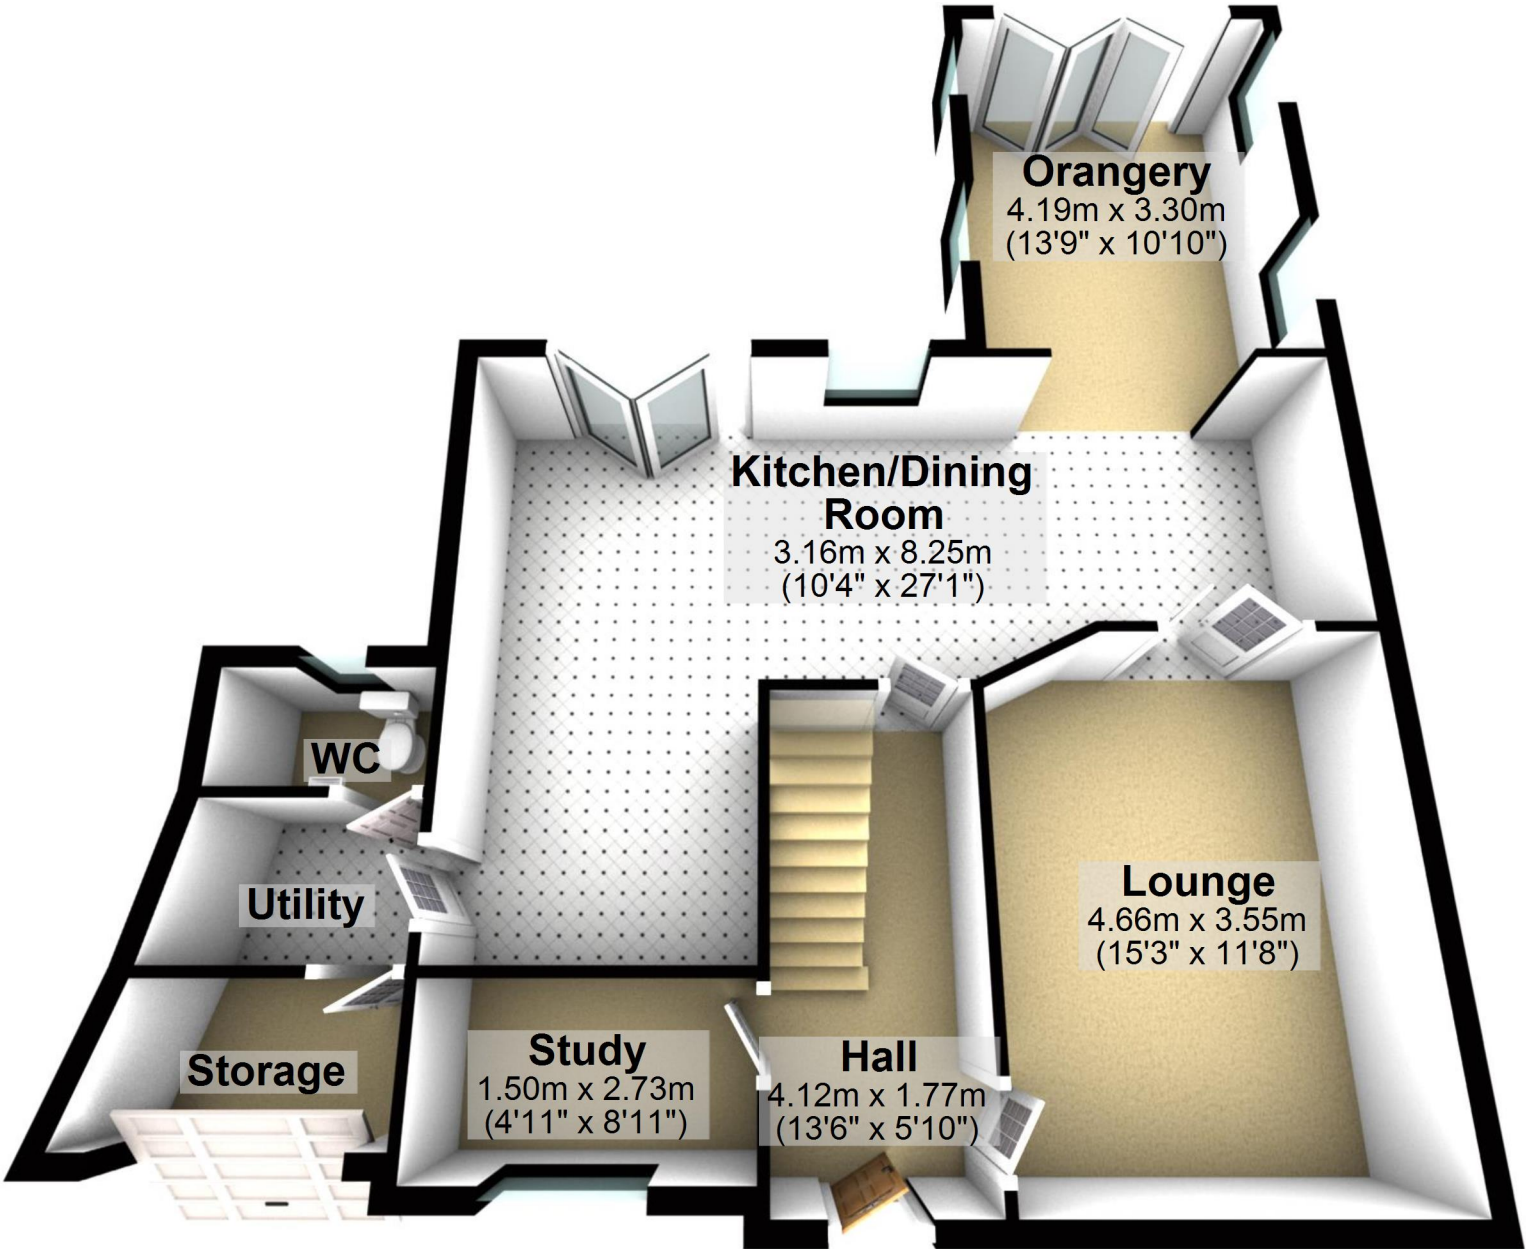 Orangery
4.19m x 3.30m
(13'9" x 10'10")
Kitchen/Dining
Room
3.16m x 8.25m
(10'4" x 27'1")
WC
Utility
Lounge
4.66m x 3.55m
(15'3" x 11'8")
Storage
Study
1.50m x 2.73m
(4'11" x 8'11")
Hall
4.12m x 1.77m
(13'6" x 5'10")